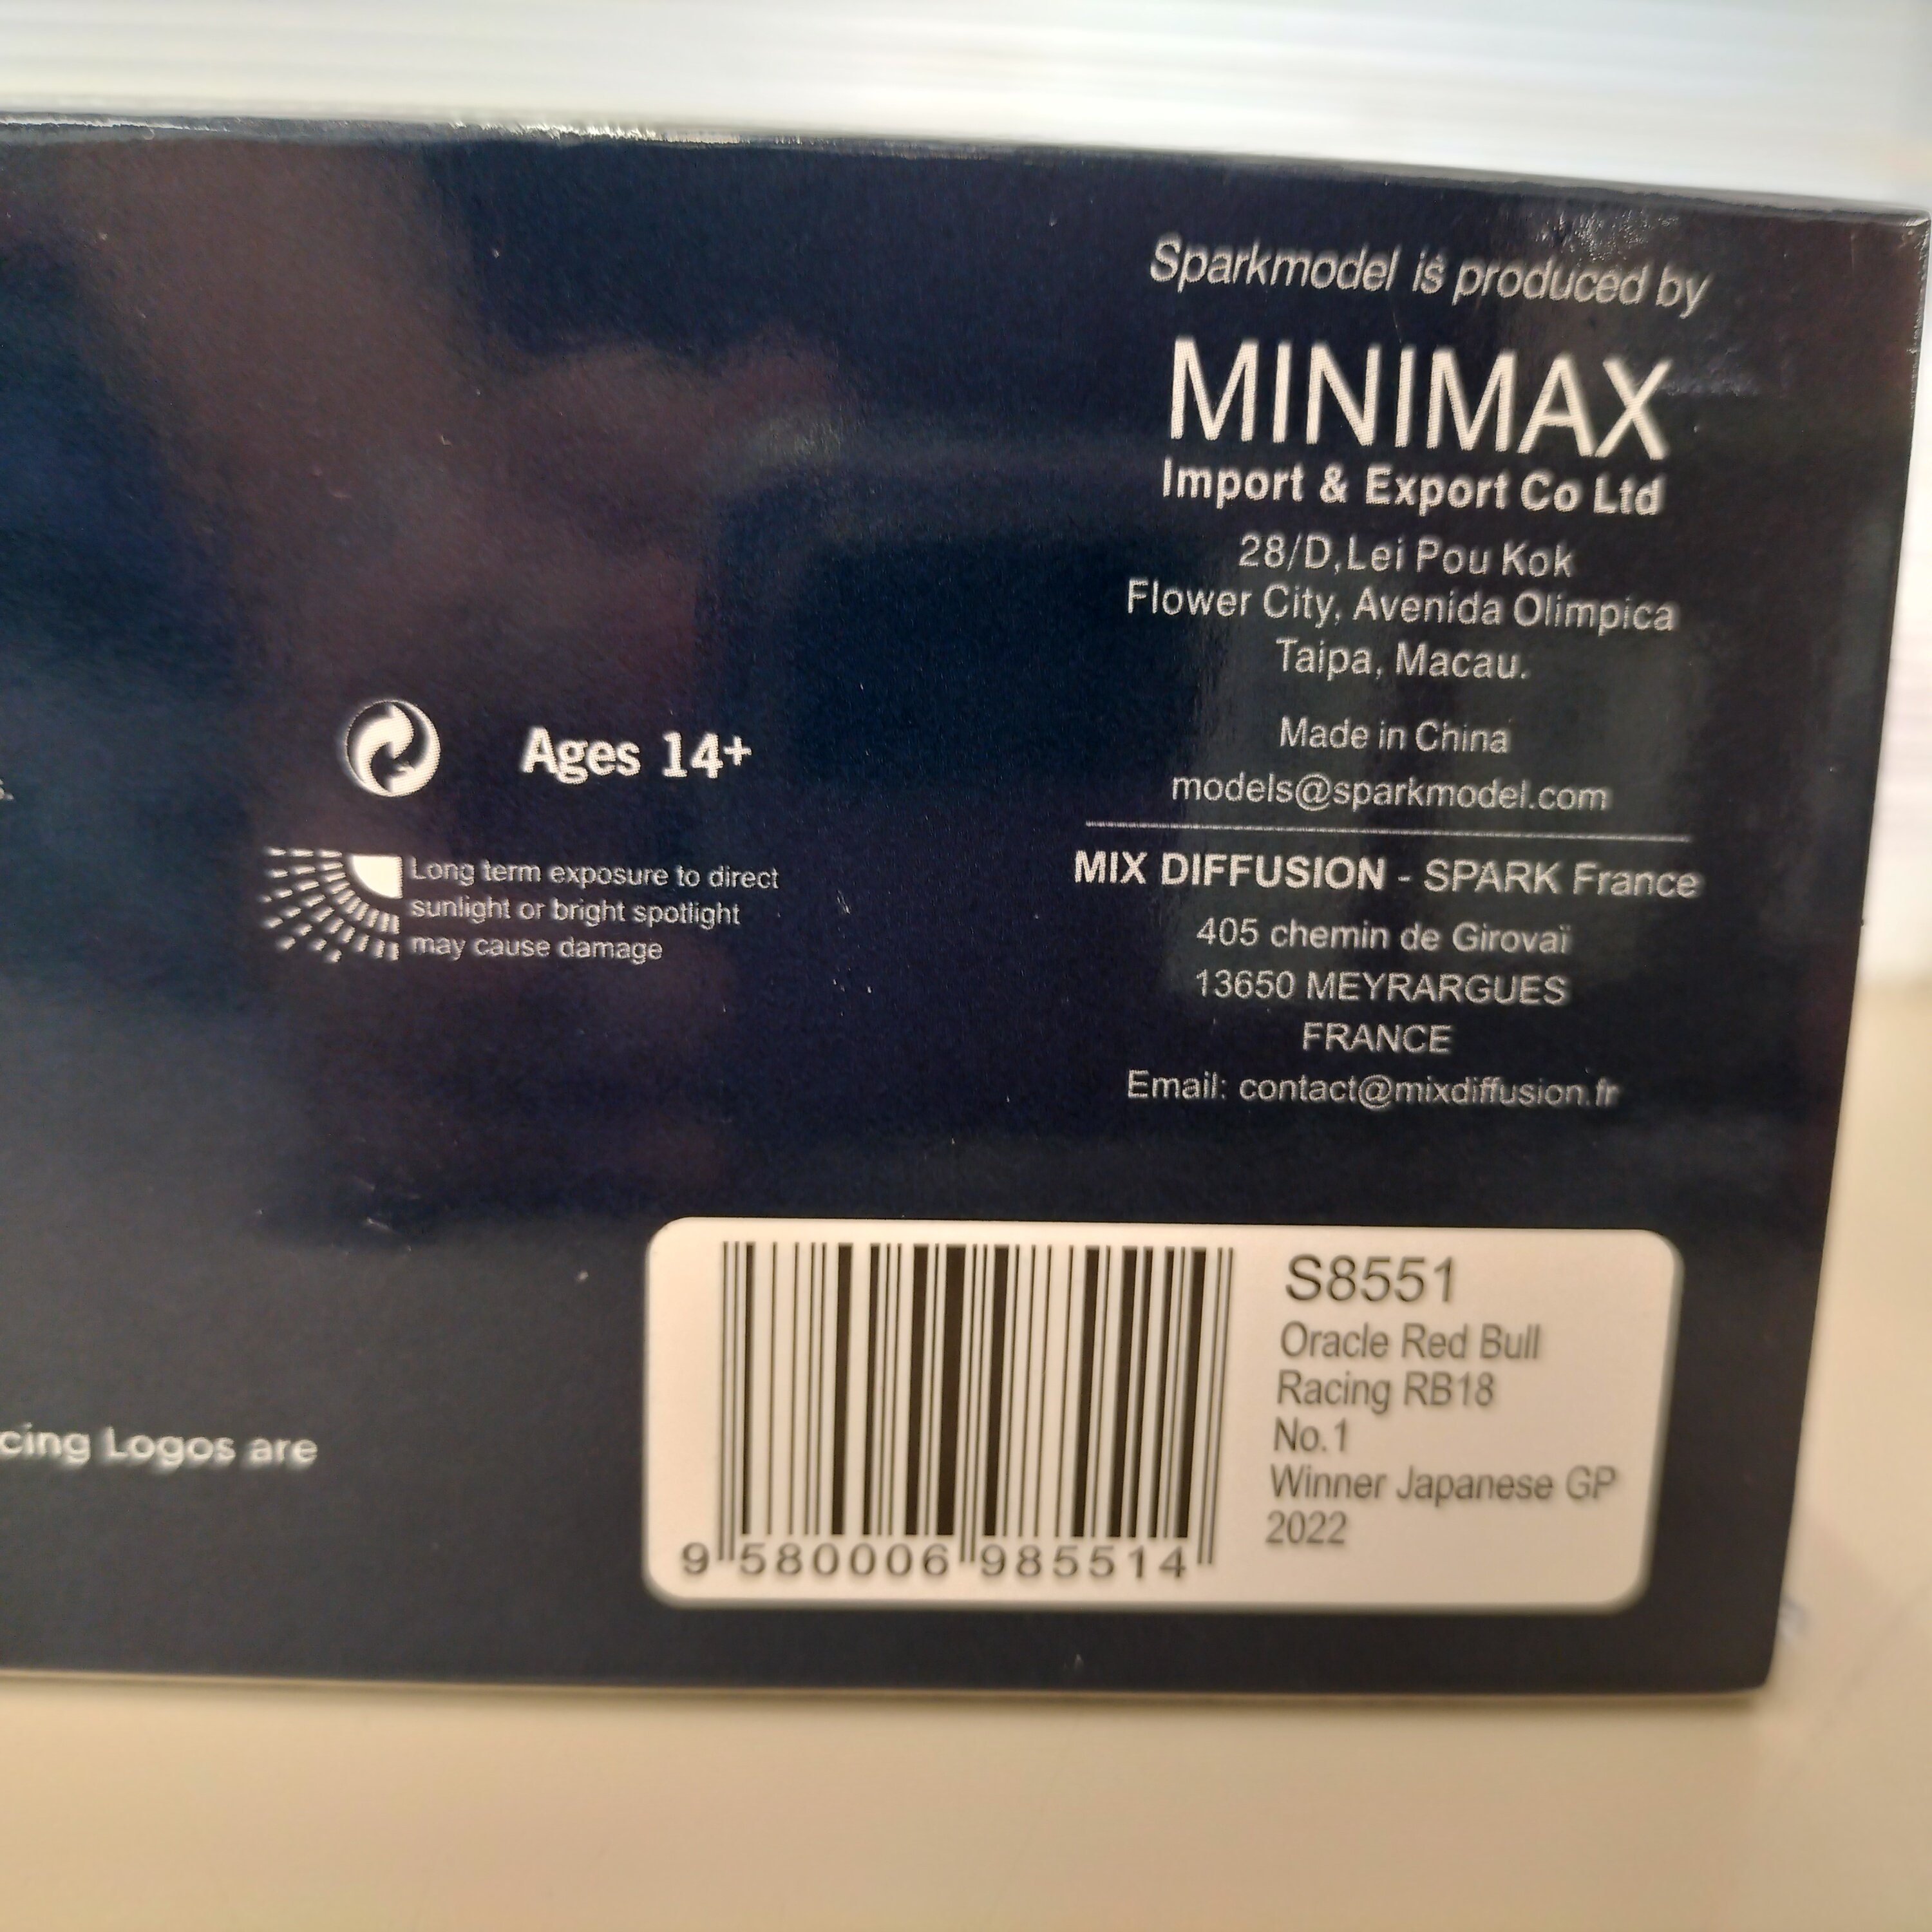 Sparkmodel is produced by
MINIMAX
Import & Export Co Ltd
28/D,Lei Pou Kok
Flower City, Avenida Olimpica
Taipa, Macau.
Made in China
models@sparkmodel.com
MIX DIFFUSION - SPARK France
405 chemin de Girovaï
13650 MEYRARGUES
FRANCE
Email: contact@mixdiffusion.fr
Ages 14+
Long term exposure to direct
sunlight or bright spotlight
may cause damage
cing Logos are
S8551
Oracle Red Bull
Racing RB18
No.1
Winner Japanese GP
2022
9 580006 985514